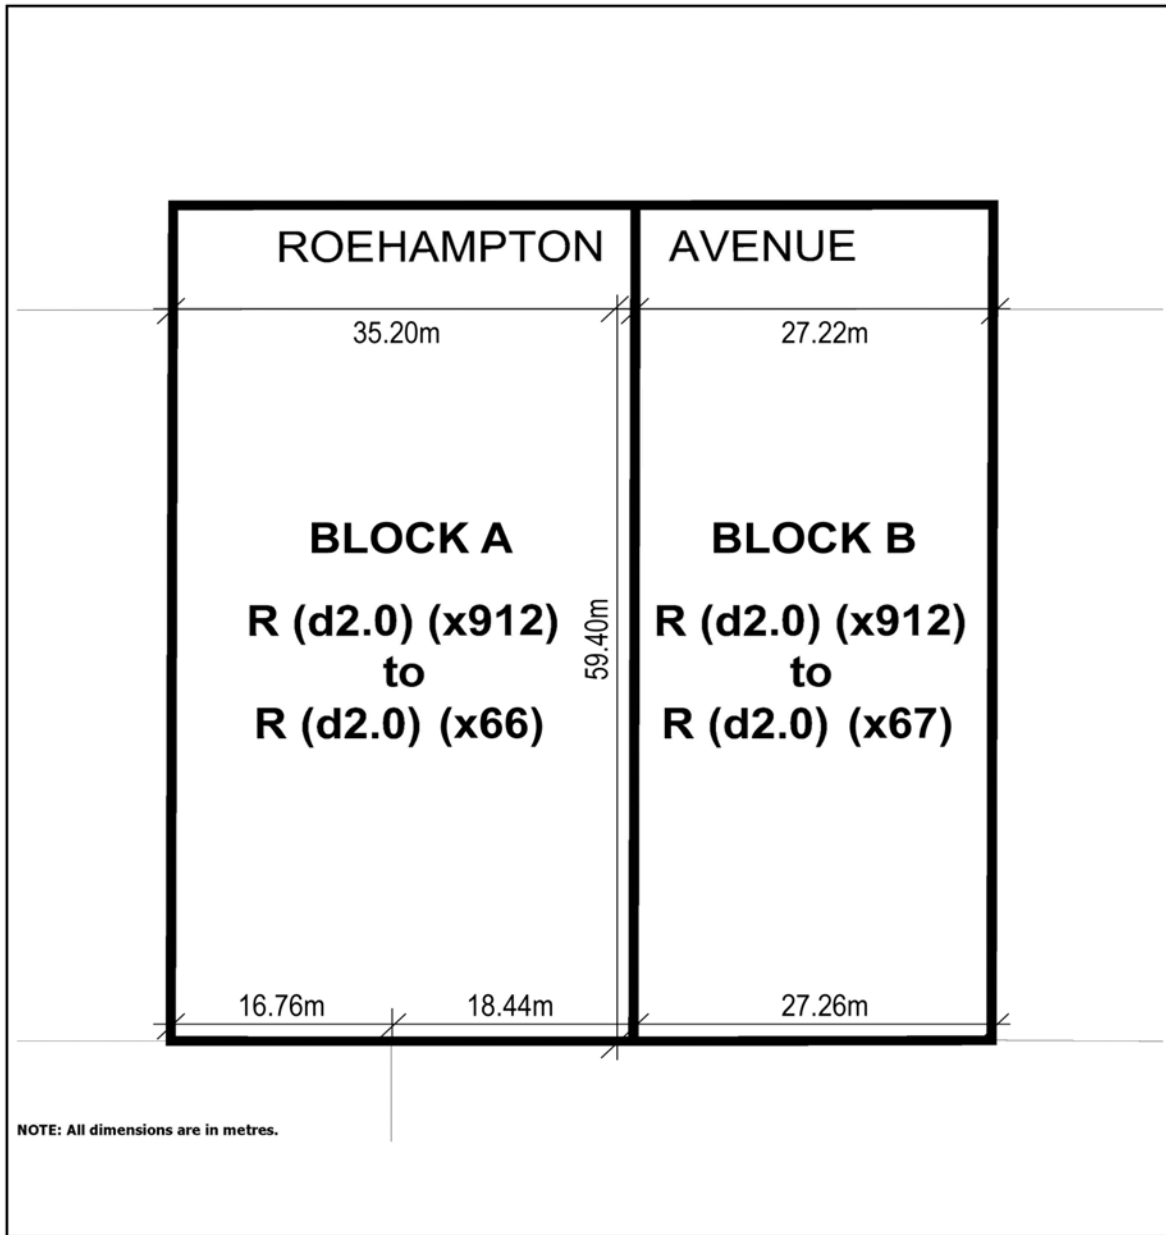 ROEHAMPTON AVENUE
35.20m
27.22m
BLOCK A
R (d2.0) (x912)
to
R (d2.0) (x66)
59.40m
BLOCK B
R (d2.0) (x912)
to
R (d2.0) (x67)
16.76m
18.44m
27.26m
NOTE: All dimensions are in metres.